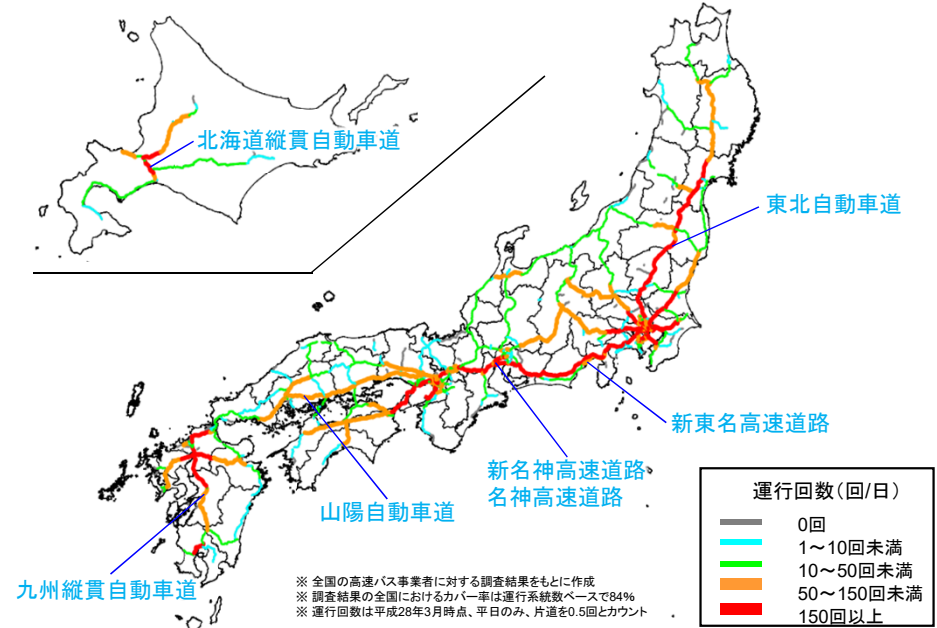 北海道縦貫自動車道
東北自動車道
新東名高速道路
新名神高速道路
名神高速道路
山陽自動車道
九州縦貫自動車道
運行回数(回/日)
0回
1～10回未満
10～50回未満
50～150回未満
150回以上
※ 全国の高速バス事業者に対する調査結果をもとに作成
※ 調査結果の全国におけるカバー率は運行系統数ベースで84%
※ 運行回数は平成28年3月時点、平日のみ、片道を0.5回とカウント